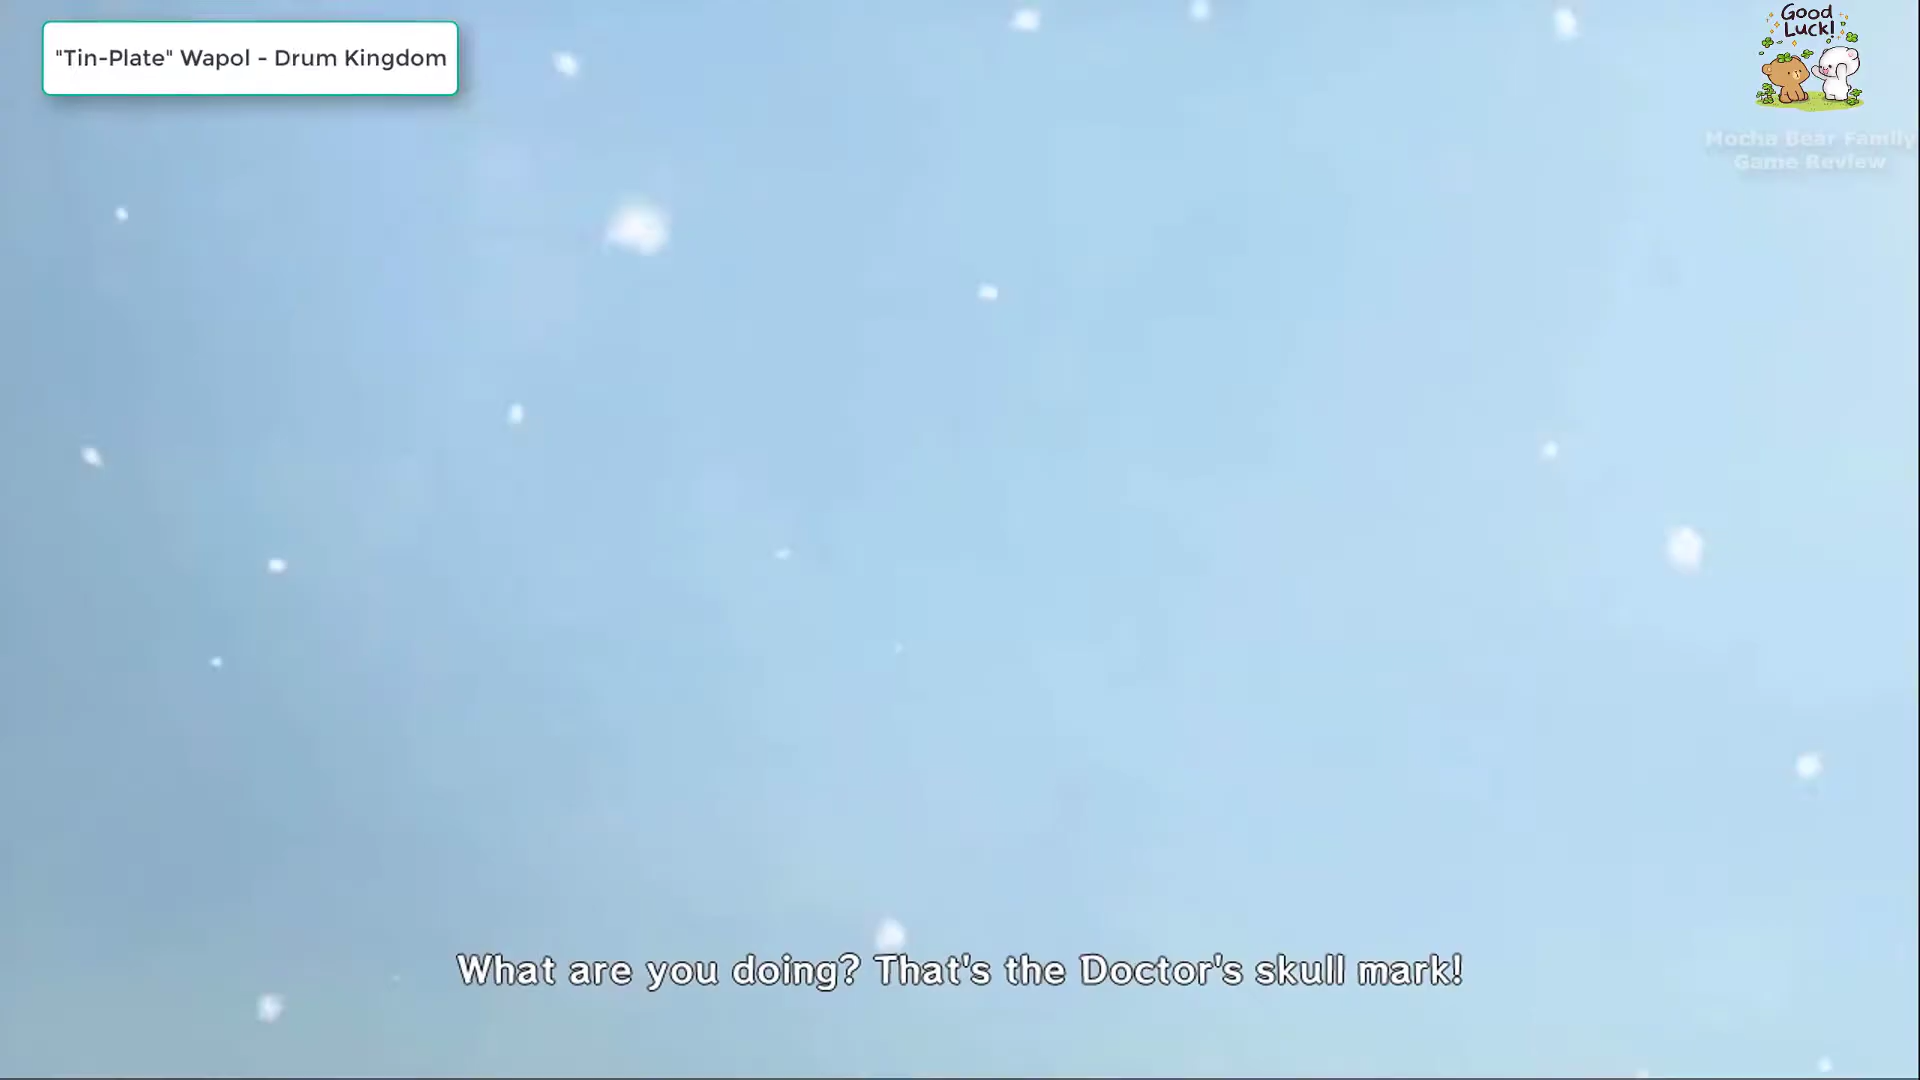 "Tin-Plate" Wapol - Drum Kingdom
Good
Luck!
Mocha Bear Family
Game Review
What are you doing? That's the Doctor's skull mark!